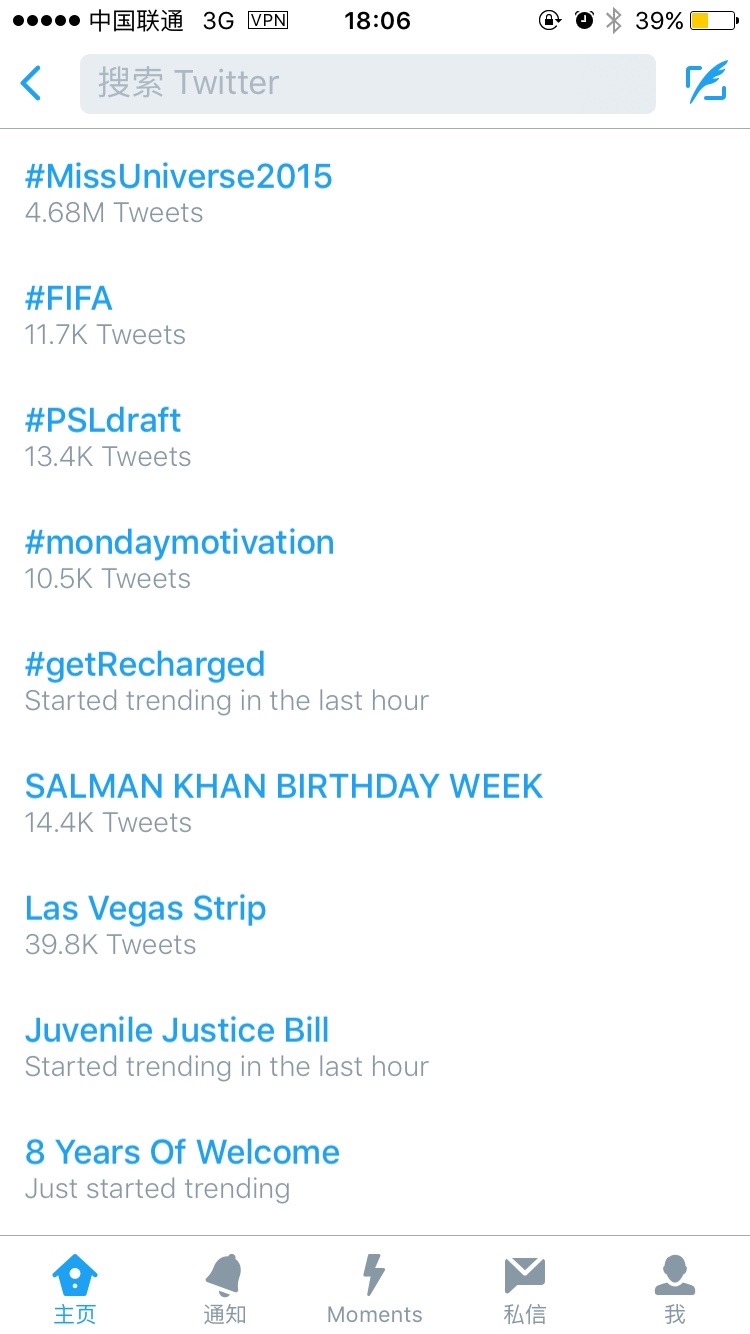 中国联通 3G VPN 18:06 39%
搜索 Twitter
#MissUniverse2015
4.68M Tweets
#FIFA
11.7K Tweets
#PSLdraft
13.4K Tweets
#mondaymotivation
10.5K Tweets
#getRecharged
Started trending in the last hour
SALMAN KHAN BIRTHDAY WEEK
14.4K Tweets
Las Vegas Strip
39.8K Tweets
Juvenile Justice Bill
Started trending in the last hour
8 Years Of Welcome
Just started trending
主页 通知 Moments 私信 我